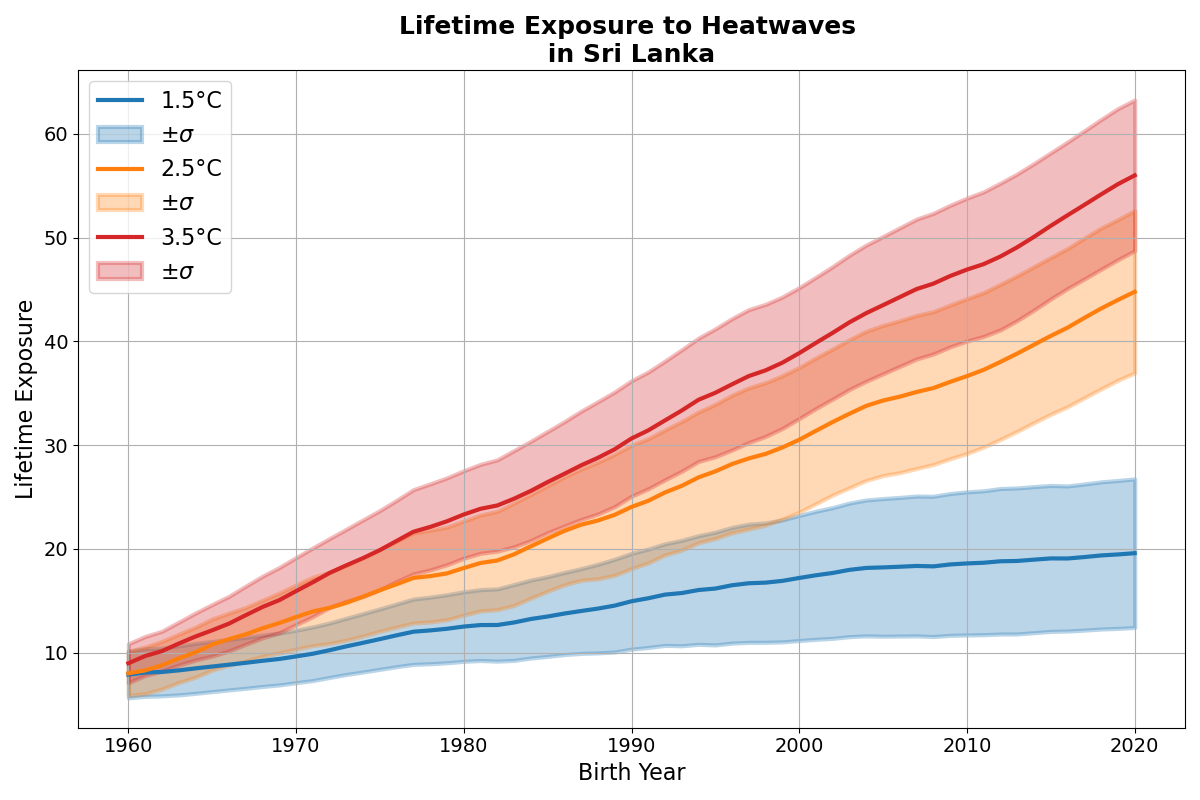 Lifetime Exposure to Heatwaves
in Sri Lanka
1.5°C
±σ
2.5°C
±σ
3.5°C
±σ
Lifetime Exposure
60
50
40
30
20
10
1960 1970 1980 1990 2000 2010 2020
Birth Year